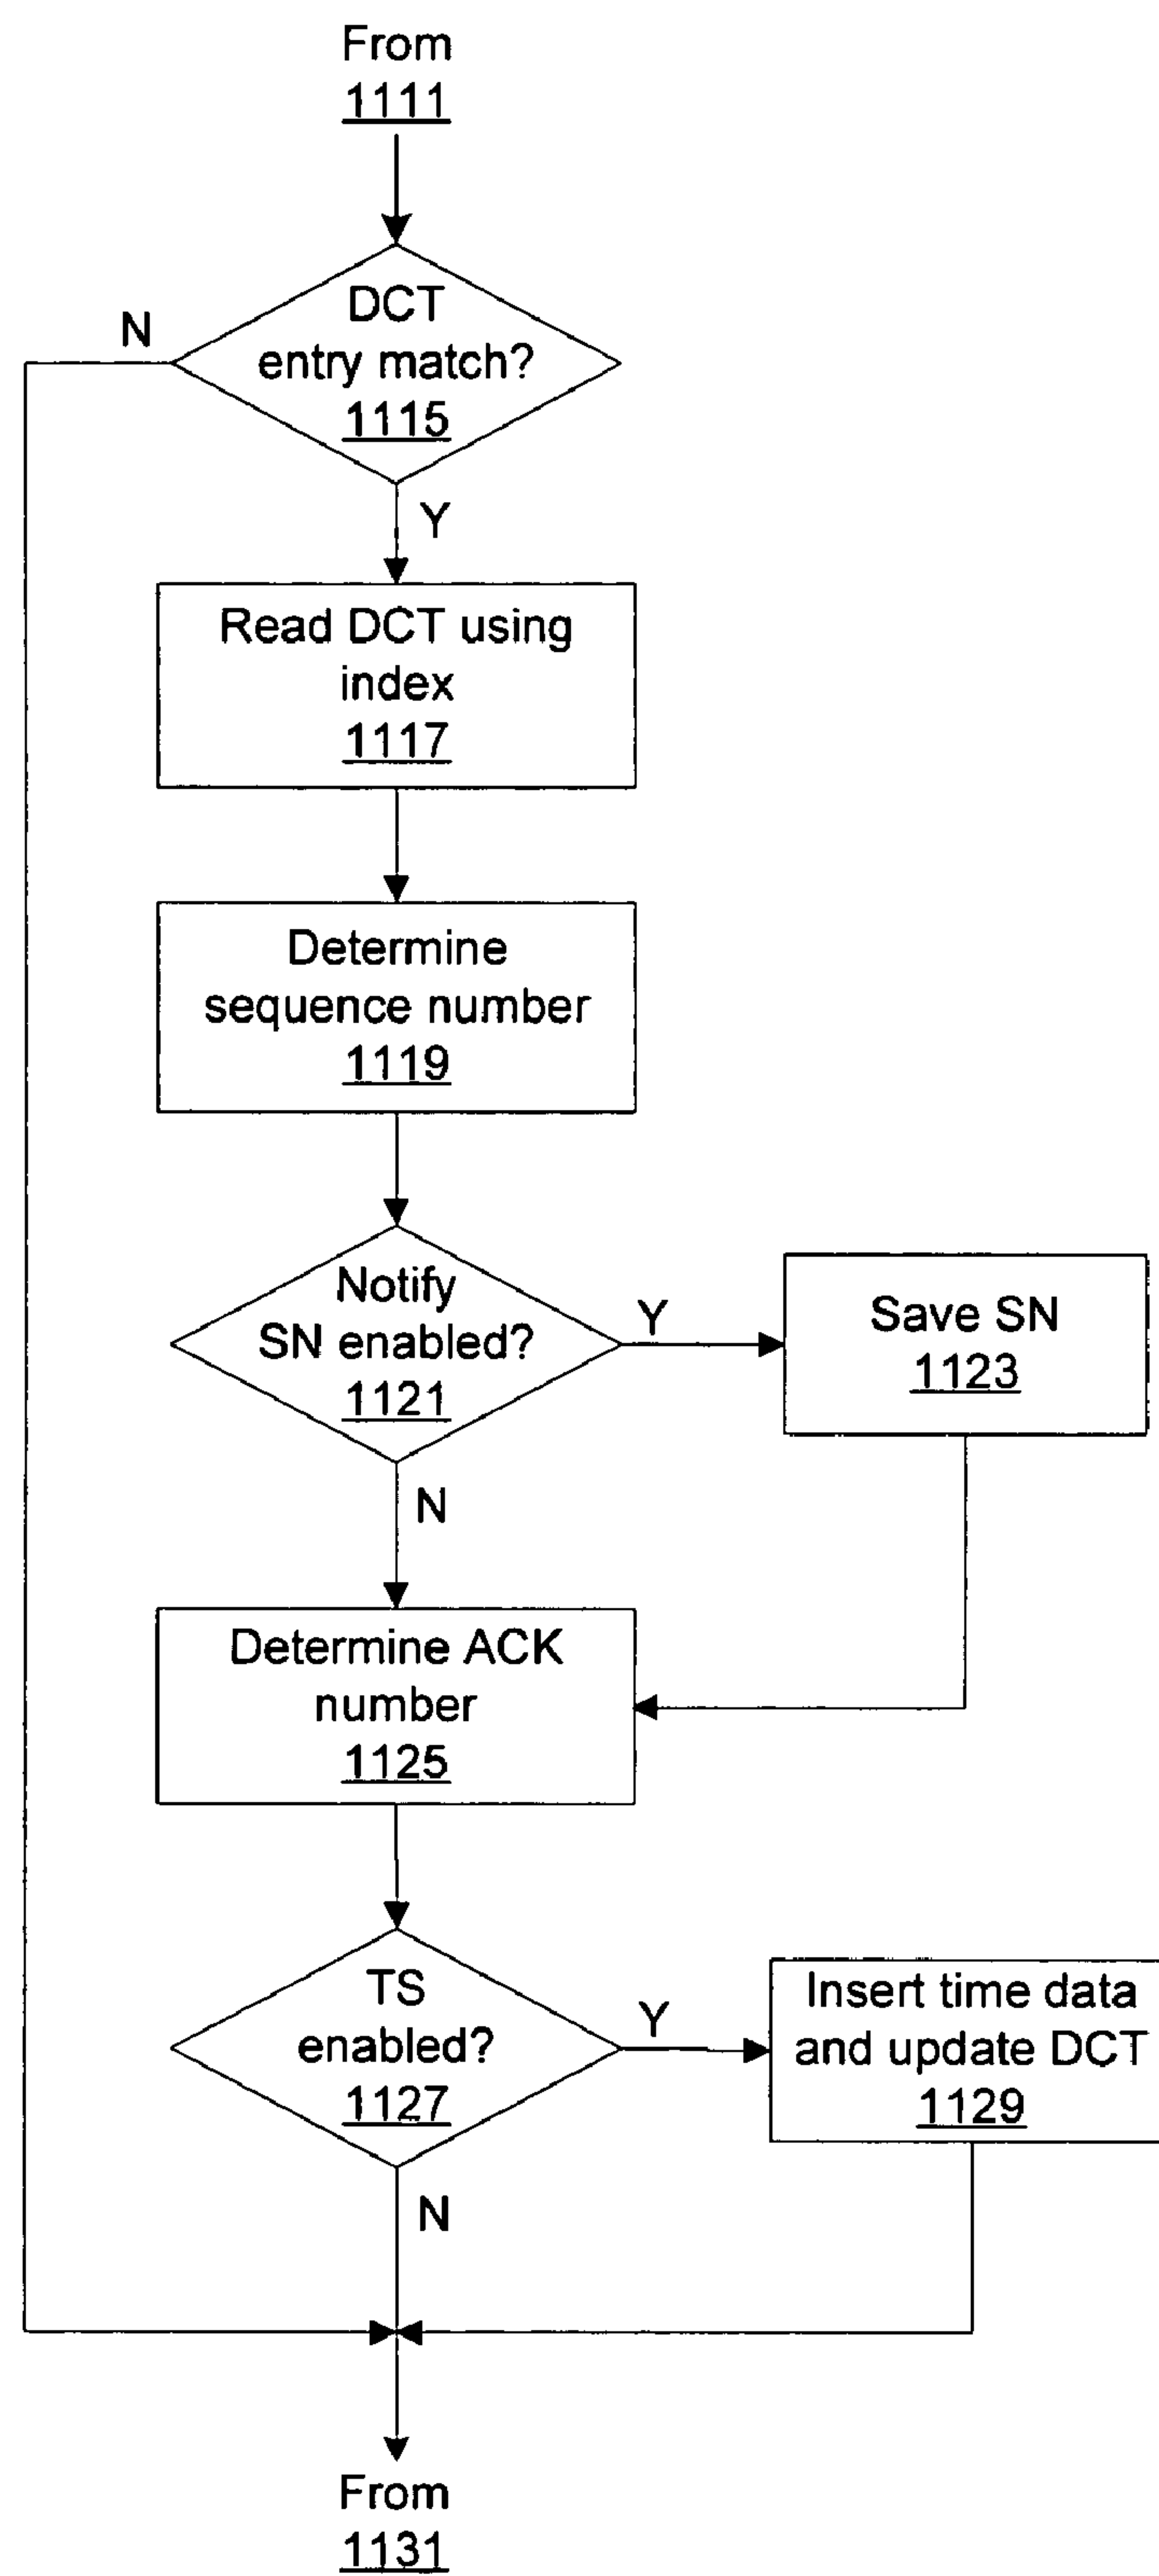 From
1111
DCT
entry match?
1115
N
Y
Read DCT using
index
1117
Determine
sequence number
1119
Notify
SN enabled?
1121
Y
Save SN
1123
N
Determine ACK
number
1125
TS
enabled?
1127
Y
Insert time data
and update DCT
1129
N
From
1131